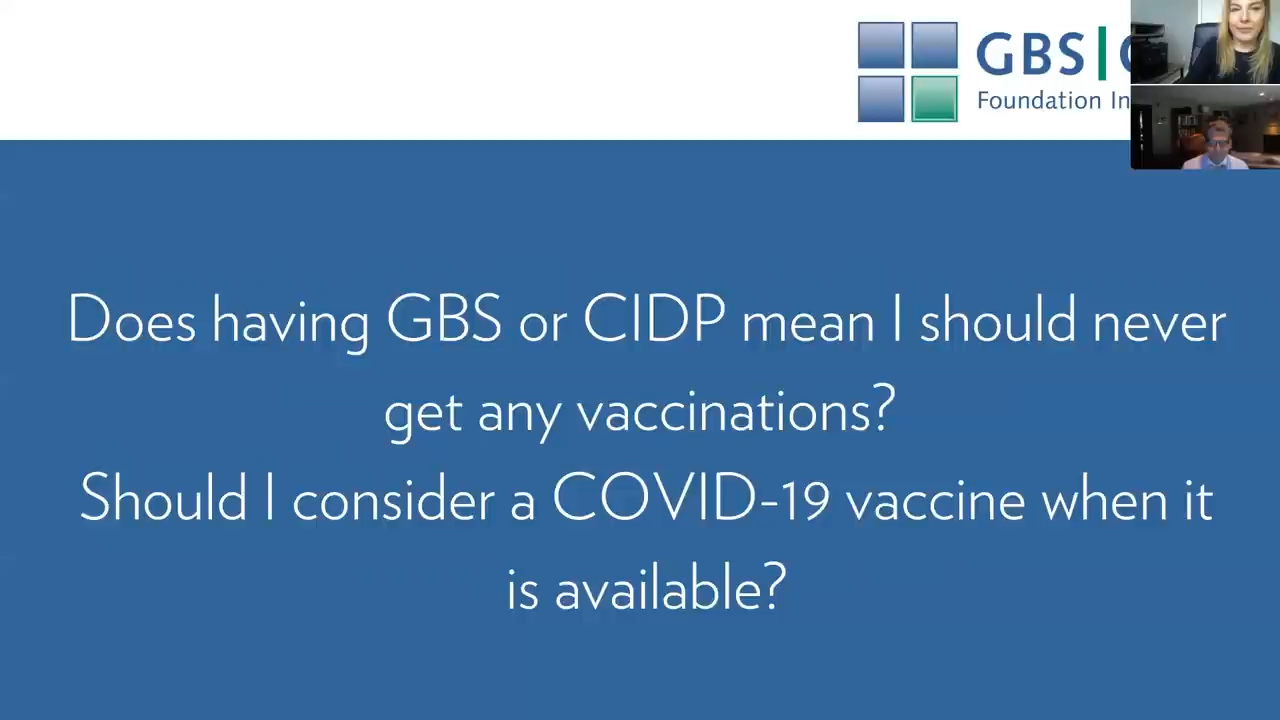 GBS|
Foundation In
Does having GBS or CIDP mean I should never
get any vaccinations?
Should I consider a COVID-19 vaccine when it
is available?